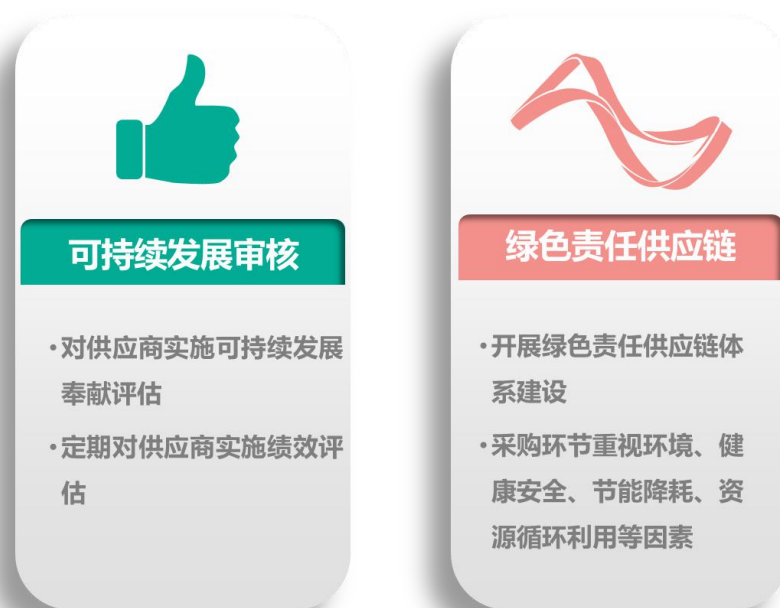 可持续发展审核
·对供应商实施可持续发展
奉献评估
·定期对供应商实施绩效评
估
绿色责任供应链
·开展绿色责任供应链体
系建设
·采购环节重视环境、健
康安全、节能降耗、资
源循环利用等因素